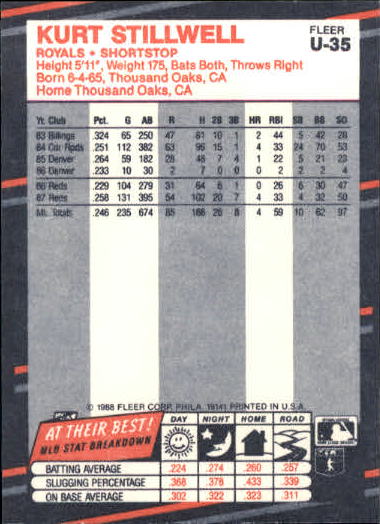 KURT STILLWELL
FLEER
U-35
ROYALS • SHORTSTOP
Height 5'11", Weight 175, Bats Both, Throws Right
Born 6-4-65, Thousand Oaks, CA
Home Thousand Oaks, CA
Yr. Club Pct. G AB R H 2B 3B HR RBI SB BB SO
83 Billings .324 65 250 47 81 10 1 2 44 5 42 28
84 Cdr Rpds .251 112 382 63 96 15 1 4 33 24 70 53
85 Denver .264 59 182 28 48 7 4 1 22 5 21 23
86 Denver .233 10 30 2 7 0 0 0 2 2 2 4
86 Reds .229 104 279 31 64 6 1 0 26 6 30 47
87 Reds .258 131 395 54 102 20 7 4 33 4 32 50
ML Totals .246 235 674 85 166 26 8 4 59 10 62 97
© 1988 FLEER CORP. PHILA. 19141 PRINTED IN U.S.A.
AT THEIR BEST!
MLB STAT BREAKDOWN
DAY NIGHT HOME ROAD
BATTING AVERAGE .224 .274 .260 .257
SLUGGING PERCENTAGE .368 .378 .433 .339
ON BASE AVERAGE .302 .322 .323 .311